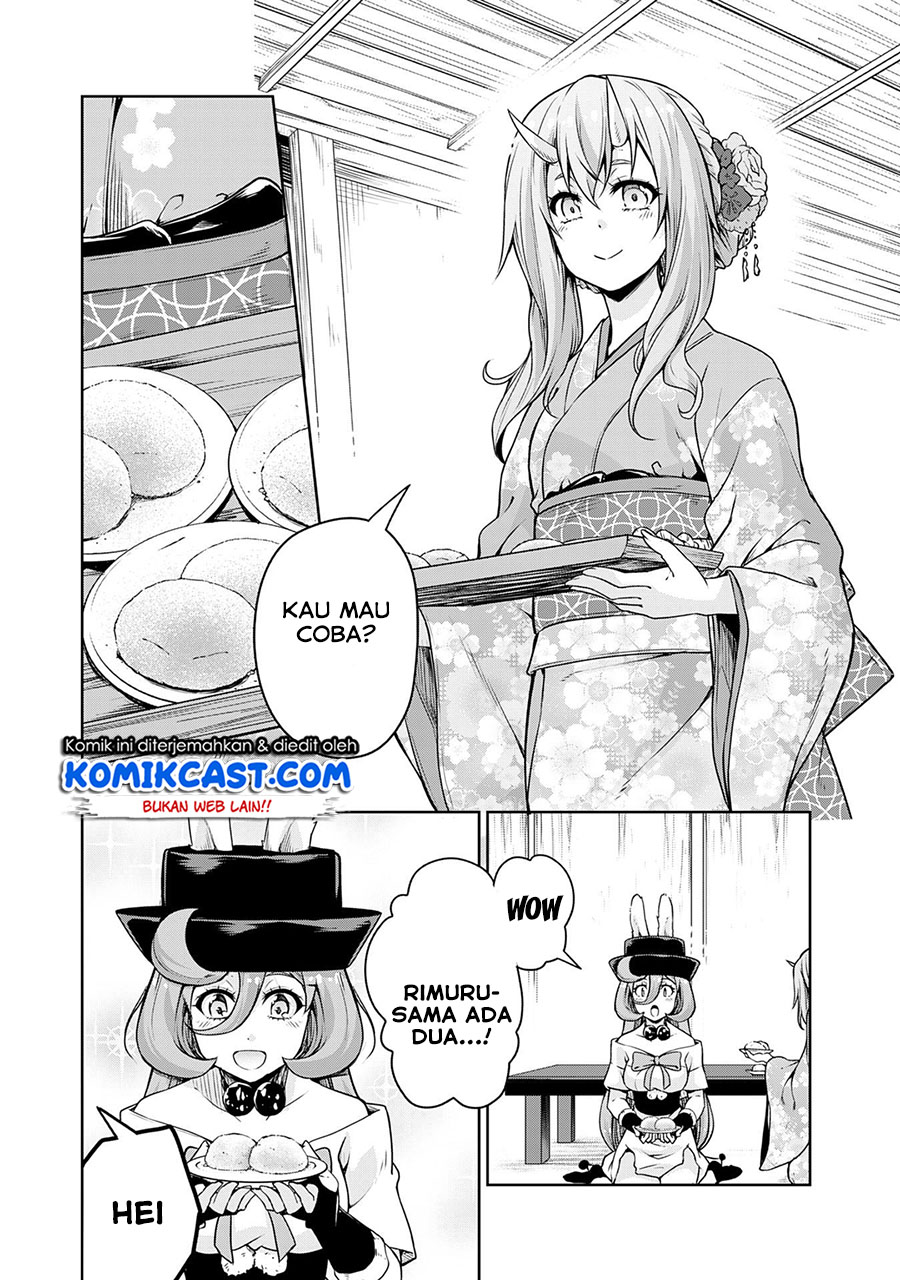 KAU MAU
COBA?
Komik ini diterjemahkan & diedit oleh
KOMIKCAST.COM
BUKAN WEB LAIN!!
WOW
RIMURU-
SAMA ADA
DUA...!
HEI